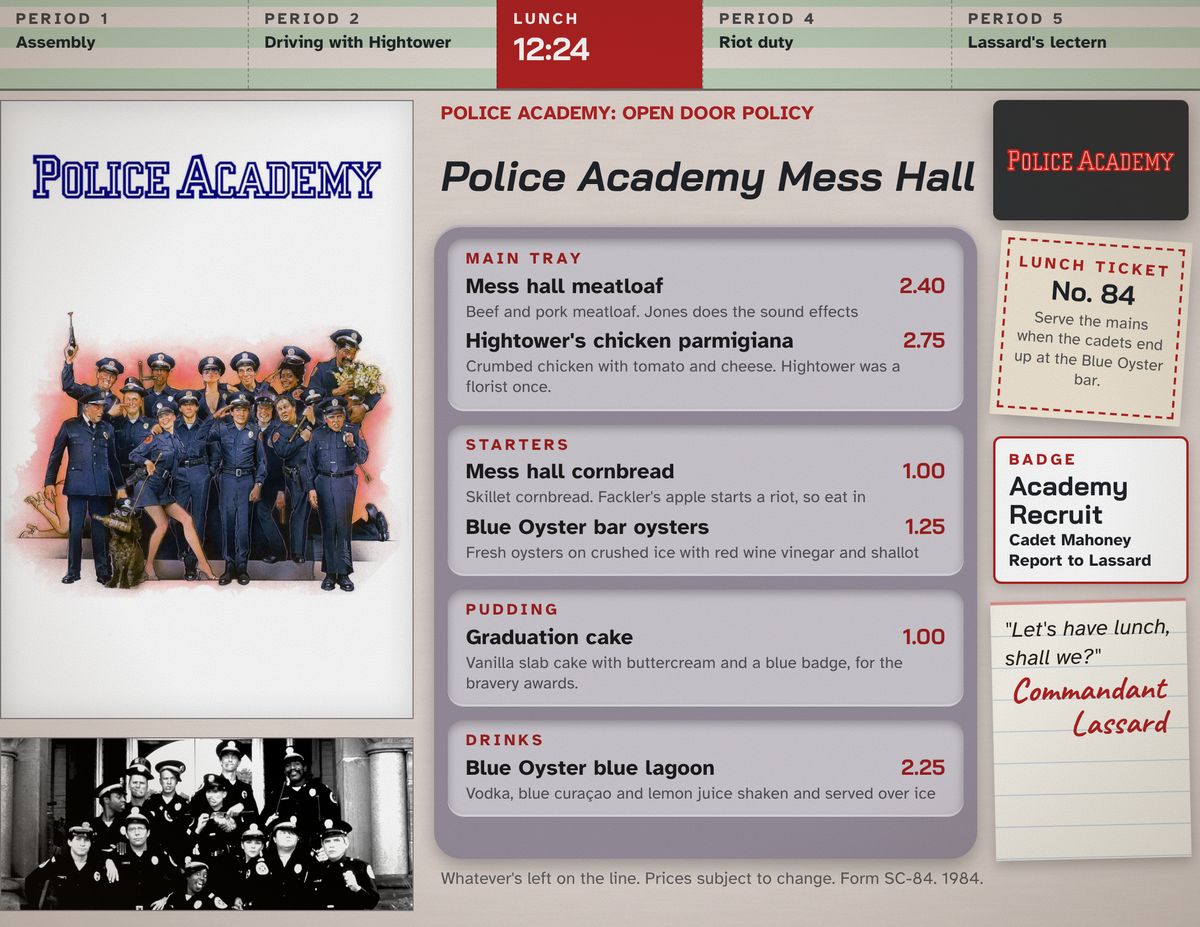 PERIOD 1
Assembly
PERIOD 2
Driving with Hightower
LUNCH
12:24
PERIOD 4
Riot duty
PERIOD 5
Lassard's lectern
POLICE ACADEMY
POLICE ACADEMY: OPEN DOOR POLICY
Police Academy Mess Hall
MAIN TRAY
Mess hall meatloaf 2.40
Beef and pork meatloaf. Jones does the sound effects
Hightower's chicken parmigiana 2.75
Crumbed chicken with tomato and cheese. Hightower was a
florist once.
STARTERS
Mess hall cornbread 1.00
Skillet cornbread. Fackler's apple starts a riot, so eat in
Blue Oyster bar oysters 1.25
Fresh oysters on crushed ice with red wine vinegar and shallot
PUDDING
Graduation cake 1.00
Vanilla slab cake with buttercream and a blue badge, for the
bravery awards.
DRINKS
Blue Oyster blue lagoon 2.25
Vodka, blue curaçao and lemon juice shaken and served over ice
Whatever's left on the line. Prices subject to change. Form SC-84. 1984.
POLICE ACADEMY
LUNCH TICKET
No. 84
Serve the mains
when the cadets end
up at the Blue Oyster
bar.
BADGE
Academy
Recruit
Cadet Mahoney
Report to Lassard
"Let's have lunch,
shall we?"
Commandant
Lassard